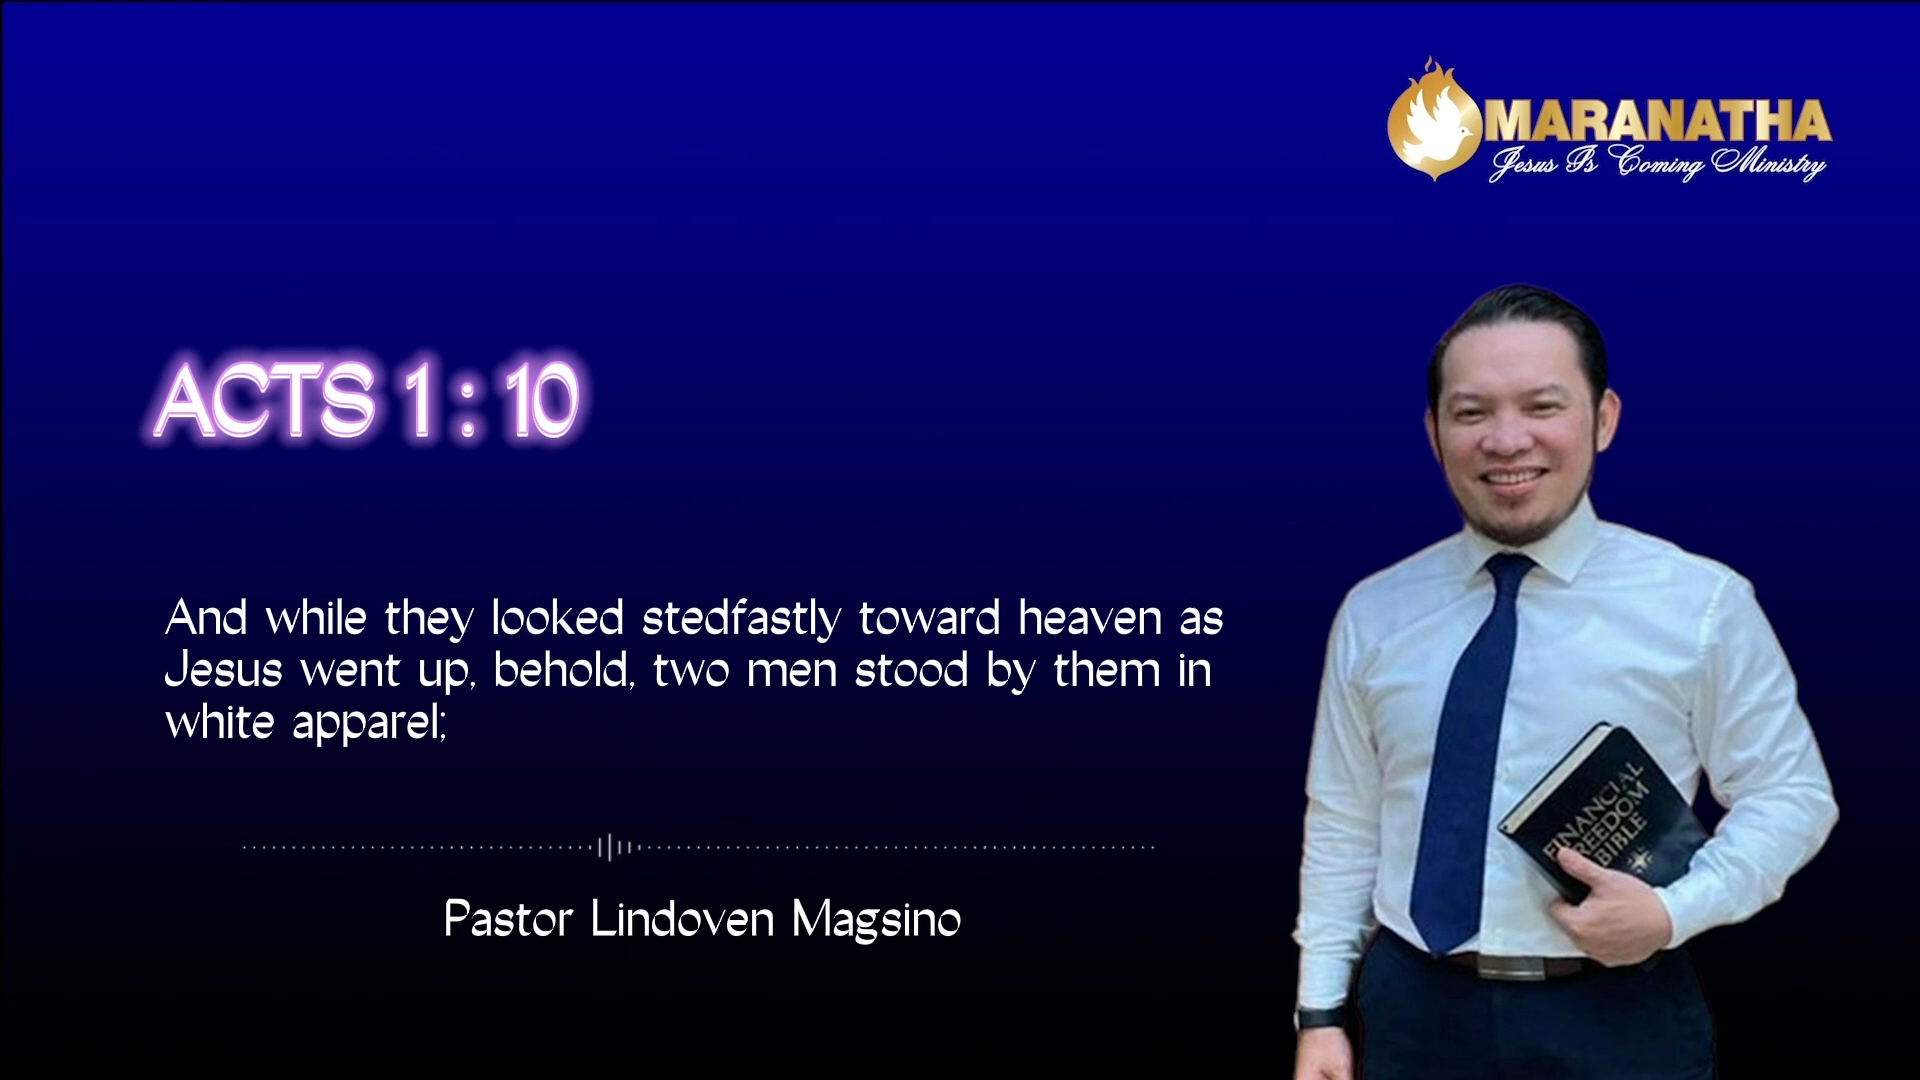 MARANATHA
Jesus Is Coming Ministry
ACTS 1 : 10
And while they looked stedfastly toward heaven as
Jesus went up, behold, two men stood by them in
white apparel;
FINANCIAL
FREEDOM
BIBLE
Pastor Lindoven Magsino